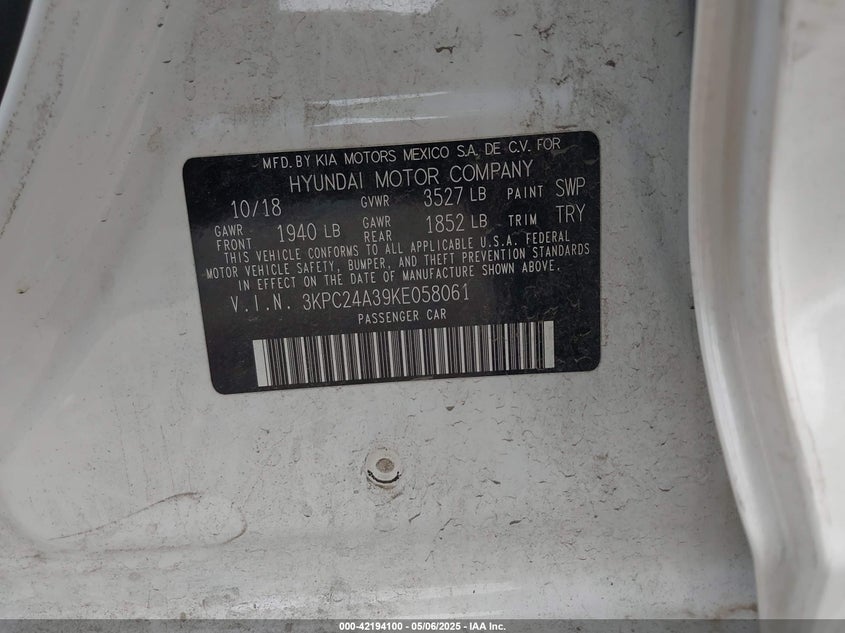 MFD. BY KIA MOTORS MEXICO S.A. DE C.V. FOR
HYUNDAI MOTOR COMPANY
10/18 GVWR 3527 LB PAINT SWP
GAWR FRONT 1940 LB GAWR REAR 1852 LB TRIM TRY
THIS VEHICLE CONFORMS TO ALL APPLICABLE U.S.A. FEDERAL
MOTOR VEHICLE SAFETY, BUMPER, AND THEFT PREVENTION STANDARDS
IN EFFECT ON THE DATE OF MANUFACTURE SHOWN ABOVE.
V.I.N. 3KPC24A39KE058061
PASSENGER CAR
000-42194100 - 05/06/2025 - IAA Inc.